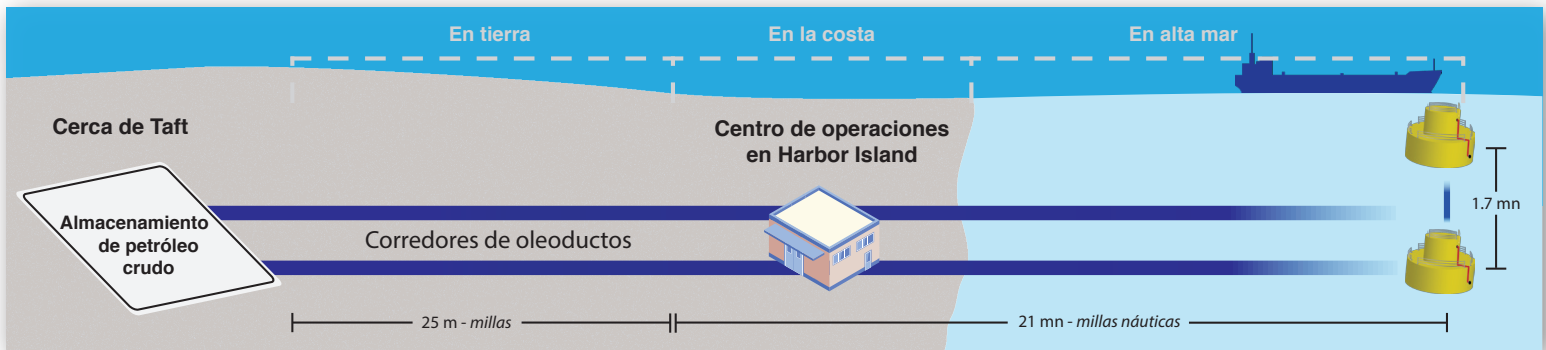 En tierra
En la costa
En alta mar
Cerca de Taft
Centro de operaciones
en Harbor Island
Almacenamiento
de petróleo
crudo
Corredores de oleoductos
1.7 mn
25 m - millas
21 mn - millas náuticas